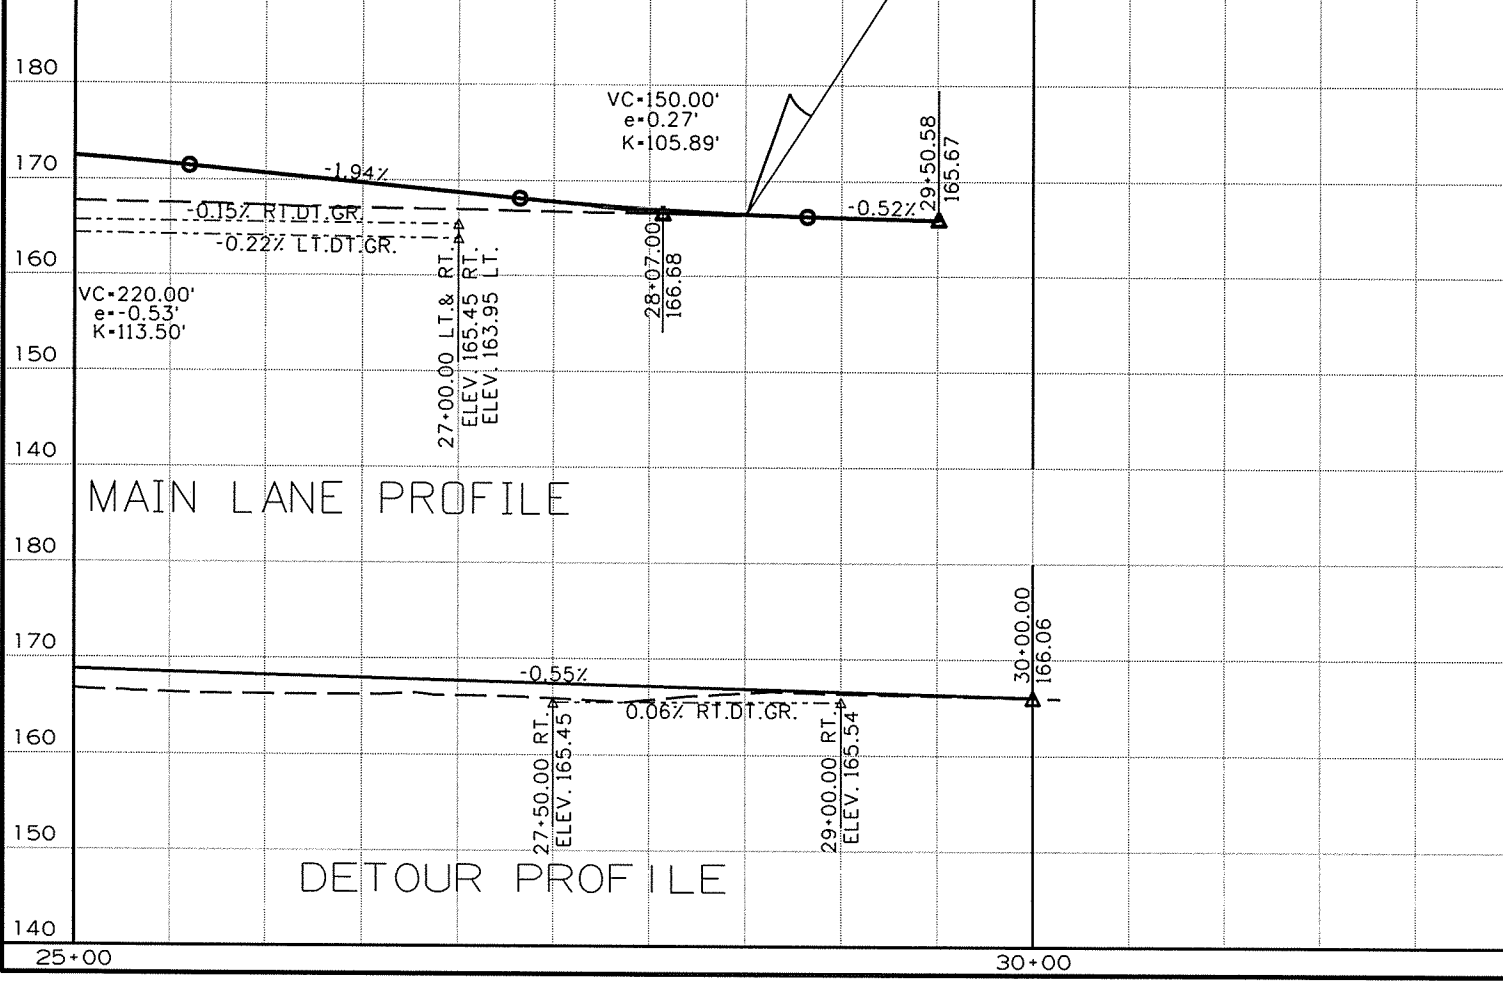 180
170
160
150
140
VC=150.00'
e=0.27'
K=105.89'
29+50.58
165.67
-1.94%
-0.52%
-0.15% RT.DT.GR.
-0.22% LT.DT.GR.
VC=220.00'
e=-0.53'
K=113.50'
27+00.00 LT.& RT.
ELEV. 165.45 RT.
ELEV. 163.95 LT.
28+07.00
166.68
MAIN LANE PROFILE
180
170
160
150
140
30+00.00
166.06
-0.55%
0.06% RT.DT.GR.
27+50.00 RT.
ELEV. 165.45
29+00.00 RT.
ELEV. 165.54
DETOUR PROFILE
25+00
30+00